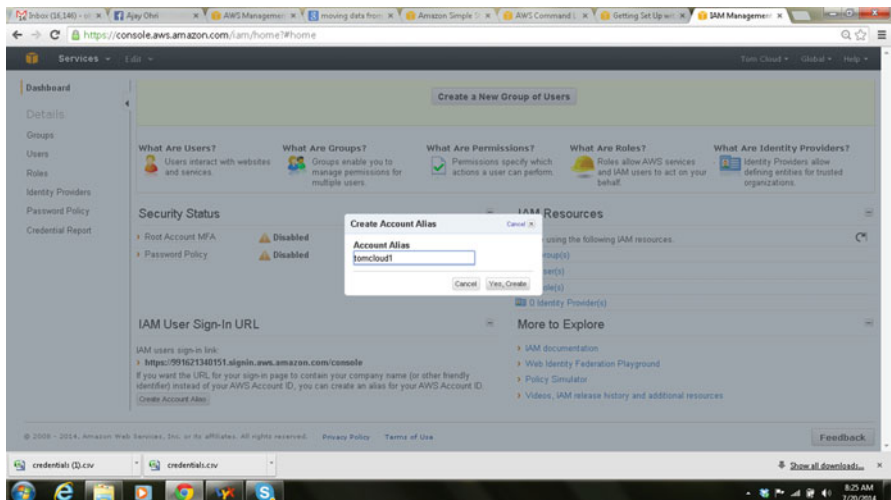 Inbox (16,146) - o
Ajay Ohri
AWS Managemen
moving data from
Amazon Simple S
AWS Command L
Getting Set Up wit
IAM Managemen
https://console.aws.amazon.com/iam/home?#home
Services
Edit
Tom Cloud
Global
Help
Dashboard
Details
Groups
Users
Roles
Identity Providers
Password Policy
Credential Report
Create a New Group of Users
What Are Users?
Users interact with websites
and services.
What Are Groups?
Groups enable you to
manage permissions for
multiple users.
What Are Permissions?
Permissions specify which
actions a user can perform.
What Are Roles?
Roles allow AWS services
and IAM users to act on your
behalf.
What Are Identity Providers?
Identity Providers allow
defining entities for trusted
organizations.
Security Status
Root Account MFA
Disabled
Password Policy
Disabled
Create Account Alias
Cancel
Account Alias
tomcloud1
Cancel
Yes, Create
IAM Resources
using the following IAM resources.
roup(s)
ser(s)
ole(s)
0 Identity Provider(s)
IAM User Sign-In URL
IAM users sign-in link:
https://991621340151.signin.aws.amazon.com/console
If you want the URL for your sign-in page to contain your company name (or other friendly
identifier) instead of your AWS Account ID, you can create an alias for your AWS Account ID.
Create Account Alias
More to Explore
IAM documentation
Web Identity Federation Playground
Policy Simulator
Videos, IAM release history and additional resources
© 2008 - 2014, Amazon Web Services, Inc. or its affiliates. All rights reserved.
Privacy Policy
Terms of Use
Feedback
credentials (1).csv
credentials.csv
Show all downloads...
8:25 AM
7/20/2014